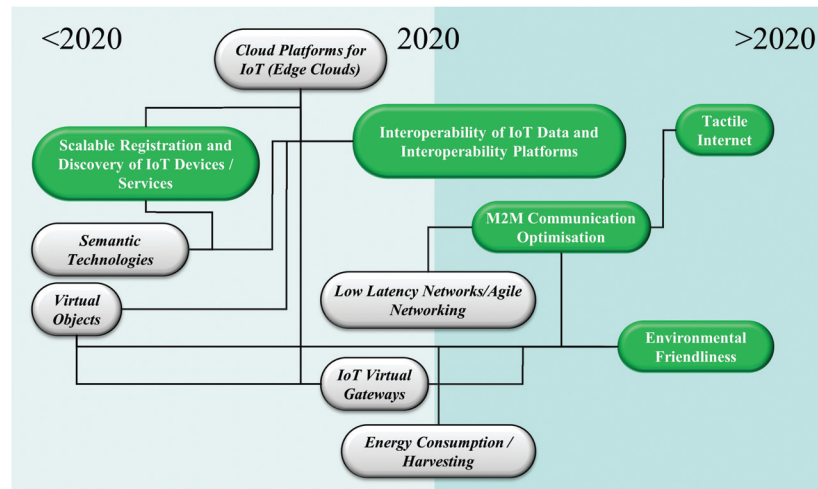 <2020
2020
>2020
Cloud Platforms for
IoT (Edge Clouds)
Scalable Registration and
Discovery of IoT Devices /
Services
Interoperability of IoT Data and
Interoperability Platforms
Tactile
Internet
M2M Communication
Optimisation
Semantic
Technologies
Low Latency Networks/Agile
Networking
Virtual
Objects
Environmental
Friendliness
IoT Virtual
Gateways
Energy Consumption /
Harvesting